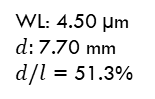 WL: 4.50 µm
d: 7.70 mm
d/l = 51.3%